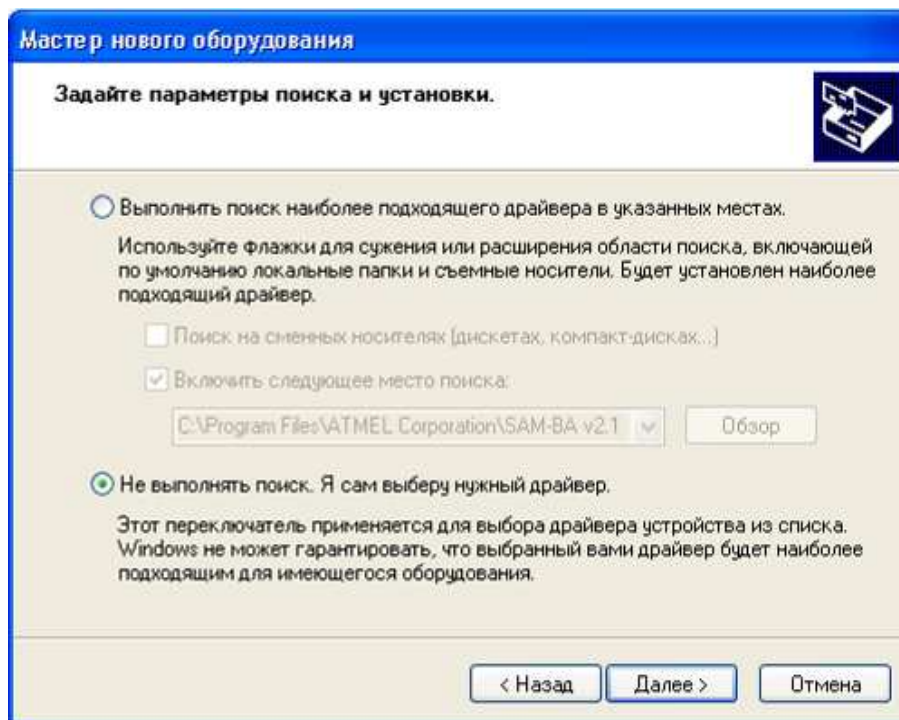 Мастер нового оборудования
Задайте параметры поиска и установки.
Выполнить поиск наиболее подходящего драйвера в указанных местах.
Используйте флажки для сужения или расширения области поиска, включающей
по умолчанию локальные папки и съемные носители. Будет установлен наиболее
подходящий драйвер.
Поиск на сменных носителях (дискетах, компакт-дисках...)
Включить следующее место поиска:
C:\Program Files\ATMEL Corporation\SAM-BA v2.1
Обзор
Не выполнять поиск. Я сам выберу нужный драйвер.
Этот переключатель применяется для выбора драйвера устройства из списка.
Windows не может гарантировать, что выбранный вами драйвер будет наиболее
подходящим для имеющегося оборудования.
< Назад
Далее >
Отмена